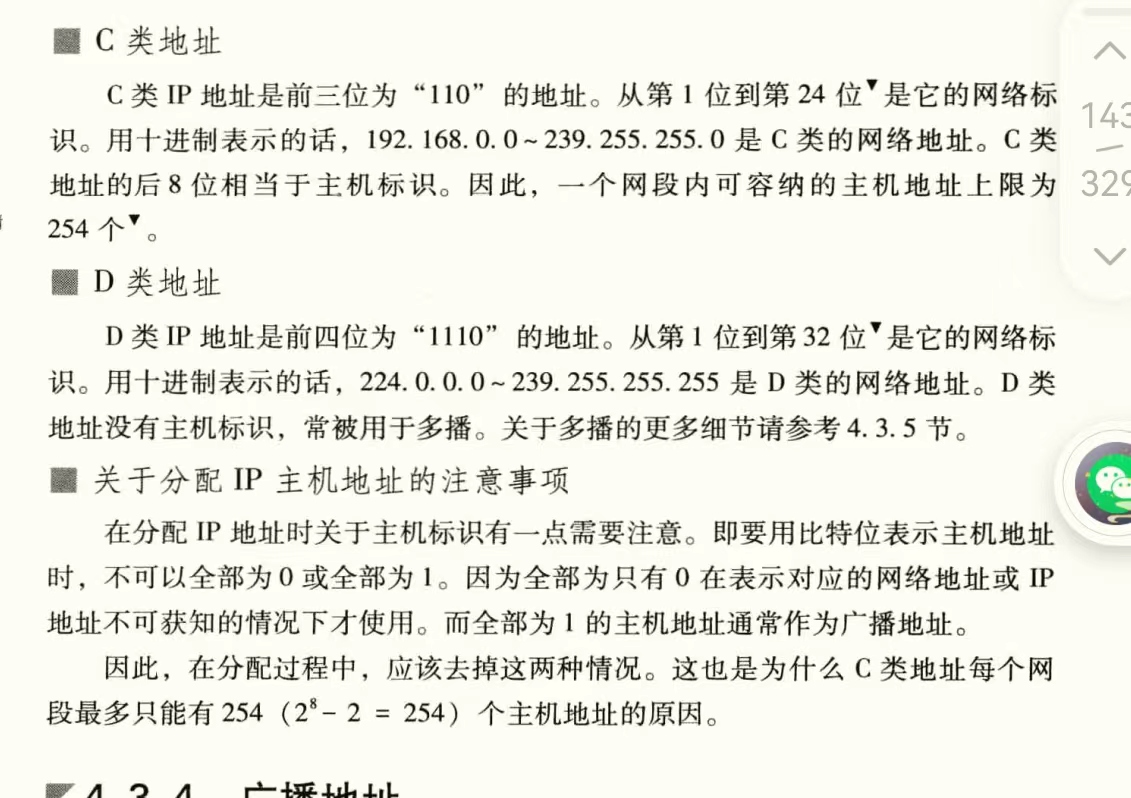 ■ C 类地址
C 类 IP 地址是前三位为“110”的地址。从第 1 位到第 24 位▼是它的网络标
识。用十进制表示的话，192.168.0.0~239.255.255.0 是 C 类的网络地址。C 类
地址的后 8 位相当于主机标识。因此，一个网段内可容纳的主机地址上限为
254 个▼。
■ D 类地址
D 类 IP 地址是前四位为“1110”的地址。从第 1 位到第 32 位▼是它的网络标
识。用十进制表示的话，224.0.0.0~239.255.255.255 是 D 类的网络地址。D 类
地址没有主机标识，常被用于多播。关于多播的更多细节请参考 4.3.5 节。
■ 关于分配 IP 主机地址的注意事项
在分配 IP 地址时关于主机标识有一点需要注意。即要用比特位表示主机地址
时，不可以全部为 0 或全部为 1。因为全部为只有 0 在表示对应的网络地址或 IP
地址不可获知的情况下才使用。而全部为 1 的主机地址通常作为广播地址。
因此，在分配过程中，应该去掉这两种情况。这也是为什么 C 类地址每个网
段最多只能有 254（2⁸ - 2 = 254）个主机地址的原因。
4.3.4 广播地址
143
329